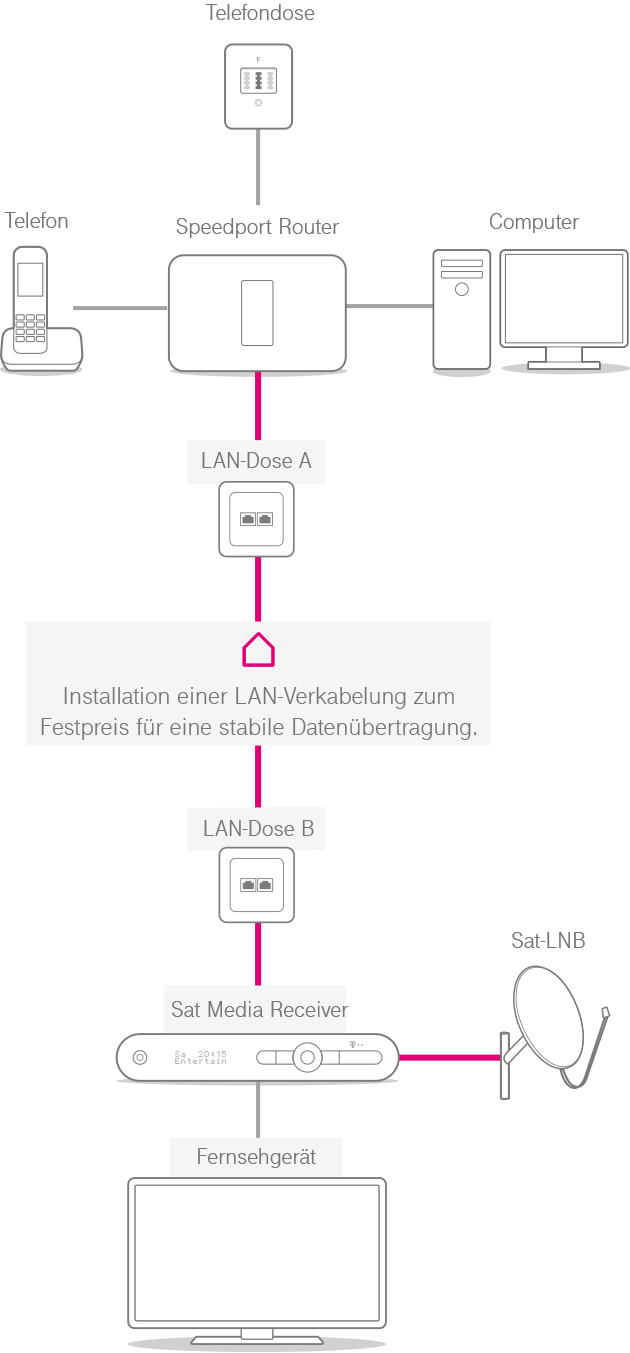 Telefondose
F
Telefon
Speedport Router
Computer
LAN-Dose A
Installation einer LAN-Verkabelung zum
Festpreis für eine stabile Datenübertragung.
LAN-Dose B
Sat-LNB
Sat Media Receiver
Sa 20:15
Entertain
T
Fernsehgerät